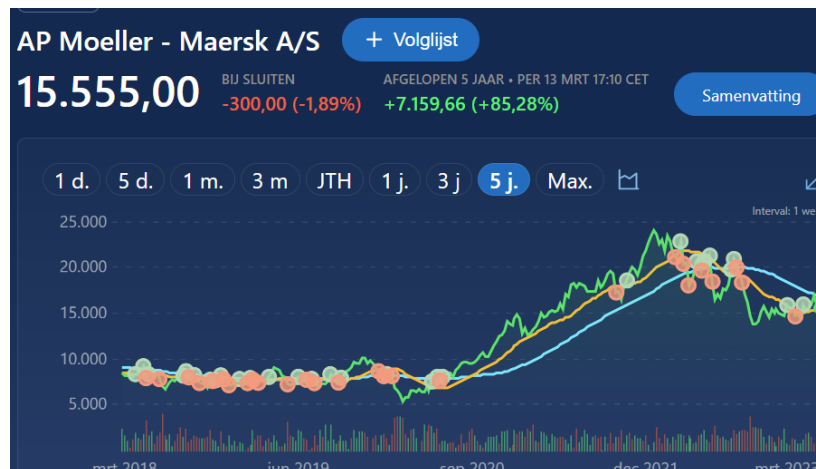 AP Moeller - Maersk A/S + Volglijst
15.555,00 BIJ SLUITEN AFGELOPEN 5 JAAR • PER 13 MRT 17:10 CET
-300,00 (-1,89%) +7.159,66 (+85,28%) Samenvatting
1 d. 5 d. 1 m. 3 m JTH 1 j. 3 j 5 j. Max.
Interval: 1 we
25.000
20.000
15.000
10.000
5.000
mrt 2018 jun 2019 sep 2020 dec 2021 mrt 2023